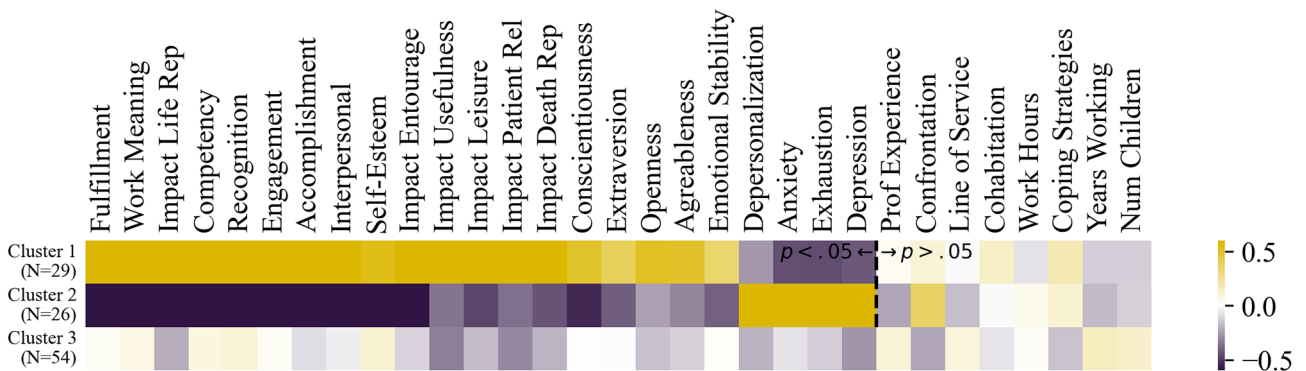 Fulfillment
Work Meaning
Impact Life Rep
Competency
Recognition
Engagement
Accomplishment
Interpersonal
Self-Esteem
Impact Entourage
Impact Usefulness
Impact Leisure
Impact Patient Rel
Impact Death Rep
Conscientiousness
Extraversion
Openness
Agreableness
Emotional Stability
Depersonalization
Anxiety
Exhaustion
Depression
Prof Experience
Confrontation
Line of Service
Cohabitation
Work Hours
Coping Strategies
Years Working
Num Children
Cluster 1
(N=29)
p < .05 ← → p > .05
Cluster 2
(N=26)
Cluster 3
(N=54)
0.5
0.0
−0.5